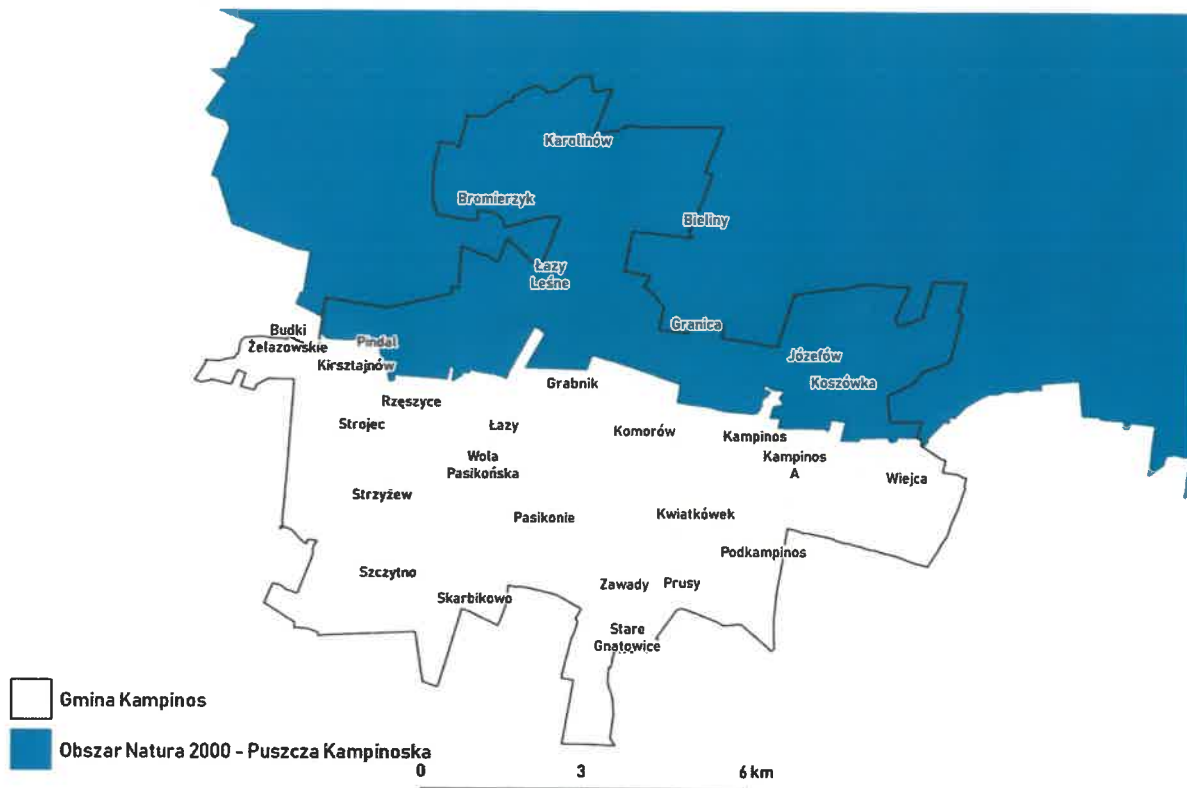 Karolinów
Bromierzyk
Bieliny
Łazy
Leśne
Granica
Budki
Żelazowskie
Pindal
Kirsztajnów
Józefów
Koszówka
Grabnik
Rzęszyce
Strojec
Łazy
Komorów
Kampinos
Wola
Pasikońska
Kampinos
A
Wiejca
Strzyżew
Pasikonie
Kwiatkówek
Podkampinos
Szczytno
Skarbikowo
Zawady
Prusy
Stare
Gnatowice
Gmina Kampinos
Obszar Natura 2000 - Puszcza Kampinoska
0 3 6 km